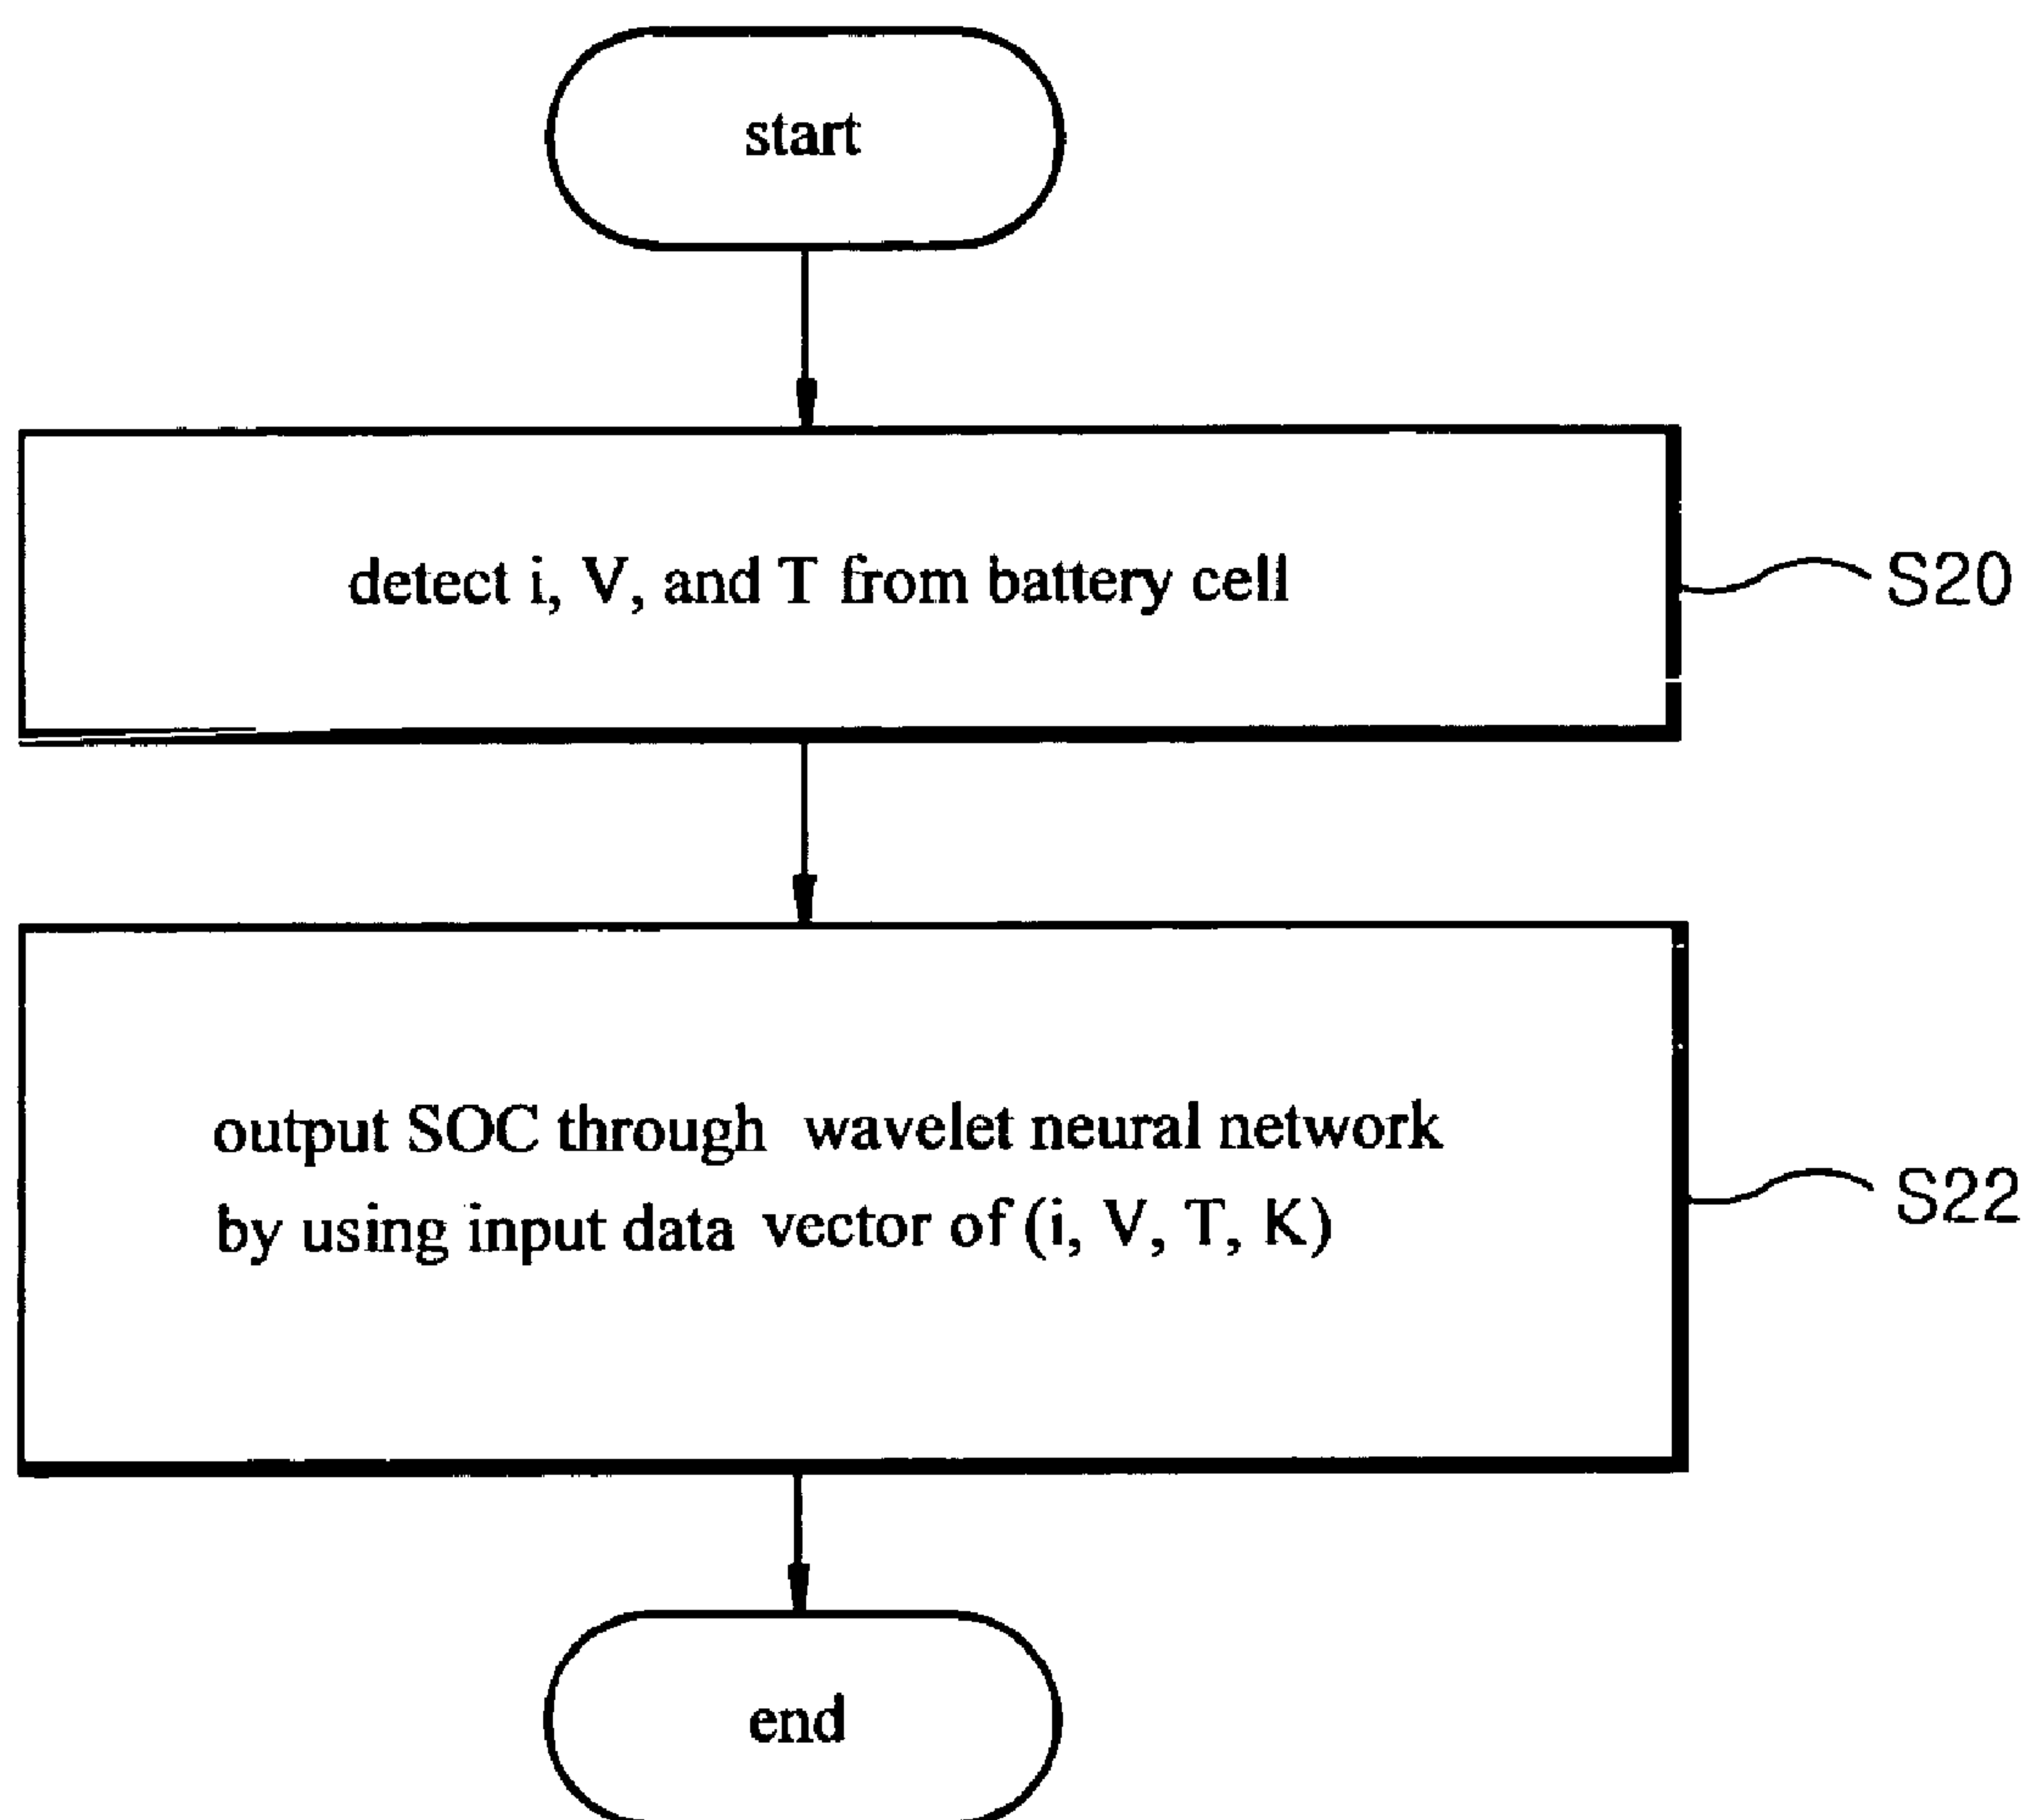 start
detect i, V, and T from battery cell
S20
output SOC through wavelet neural network
by using input data vector of (i, V, T, K)
S22
end